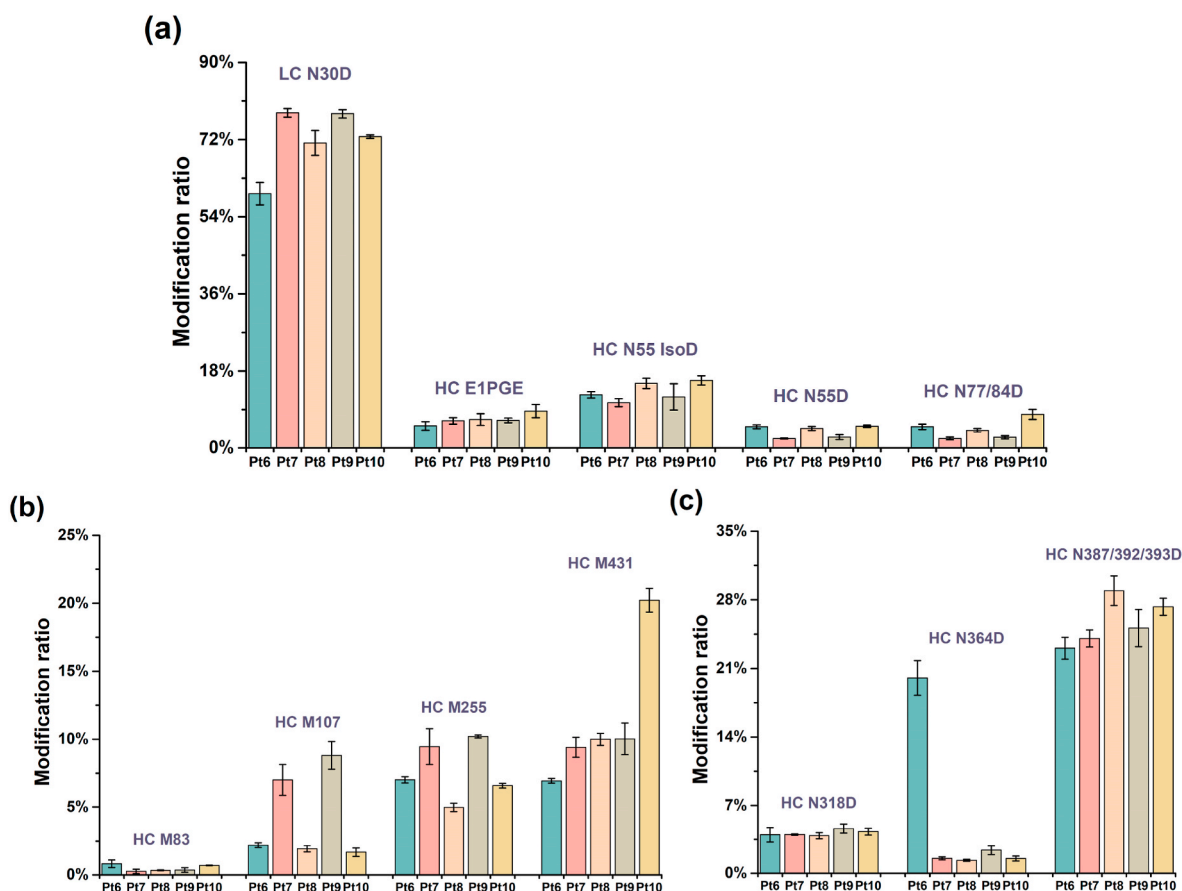 (a)
Modification ratio
90%
72%
54%
36%
18%
0%
LC N30D
HC E1PGE
HC N55 IsoD
HC N55D
HC N77/84D
Pt6 Pt7 Pt8 Pt9 Pt10 Pt6 Pt7 Pt8 Pt9 Pt10 Pt6 Pt7 Pt8 Pt9 Pt10 Pt6 Pt7 Pt8 Pt9 Pt10 Pt6 Pt7 Pt8 Pt9 Pt10
(b)
Modification ratio
25%
20%
15%
10%
5%
0%
HC M83
HC M107
HC M255
HC M431
Pt6 Pt7 Pt8 Pt9 Pt10 Pt6 Pt7 Pt8 Pt9 Pt10 Pt6 Pt7 Pt8 Pt9 Pt10 Pt6 Pt7 Pt8 Pt9 Pt10
(c)
Modification ratio
35%
28%
21%
14%
7%
0%
HC N318D
HC N364D
HC N387/392/393D
Pt6 Pt7 Pt8 Pt9 Pt10 Pt6 Pt7 Pt8 Pt9 Pt10 Pt6 Pt7 Pt8 Pt9 Pt10